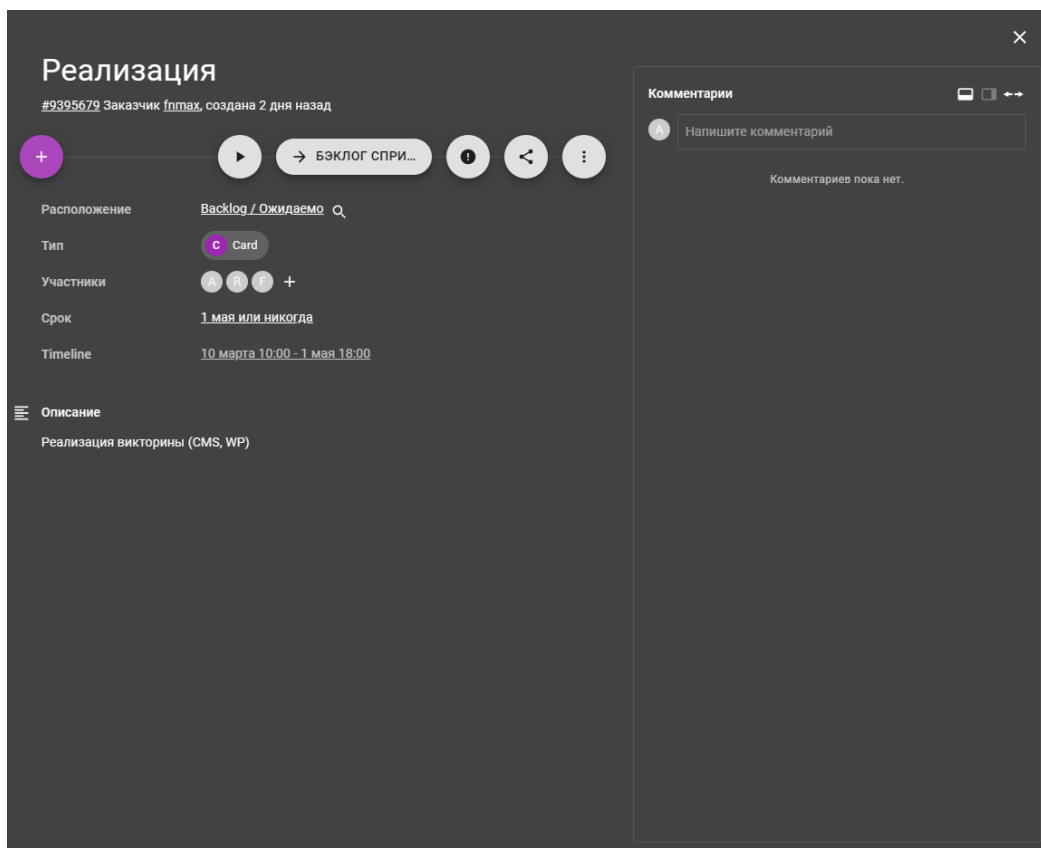 Реализация
#9395679 Заказчик fnmax, создана 2 дня назад
+
БЭКЛОГ СПРИ...
Расположение Backlog / Ожидаемо
Тип C Card
Участники A R F +
Срок 1 мая или никогда
Timeline 10 марта 10:00 - 1 мая 18:00
Описание
Реализация викторины (CMS, WP)
Комментарии
A Напишите комментарий
Комментариев пока нет.